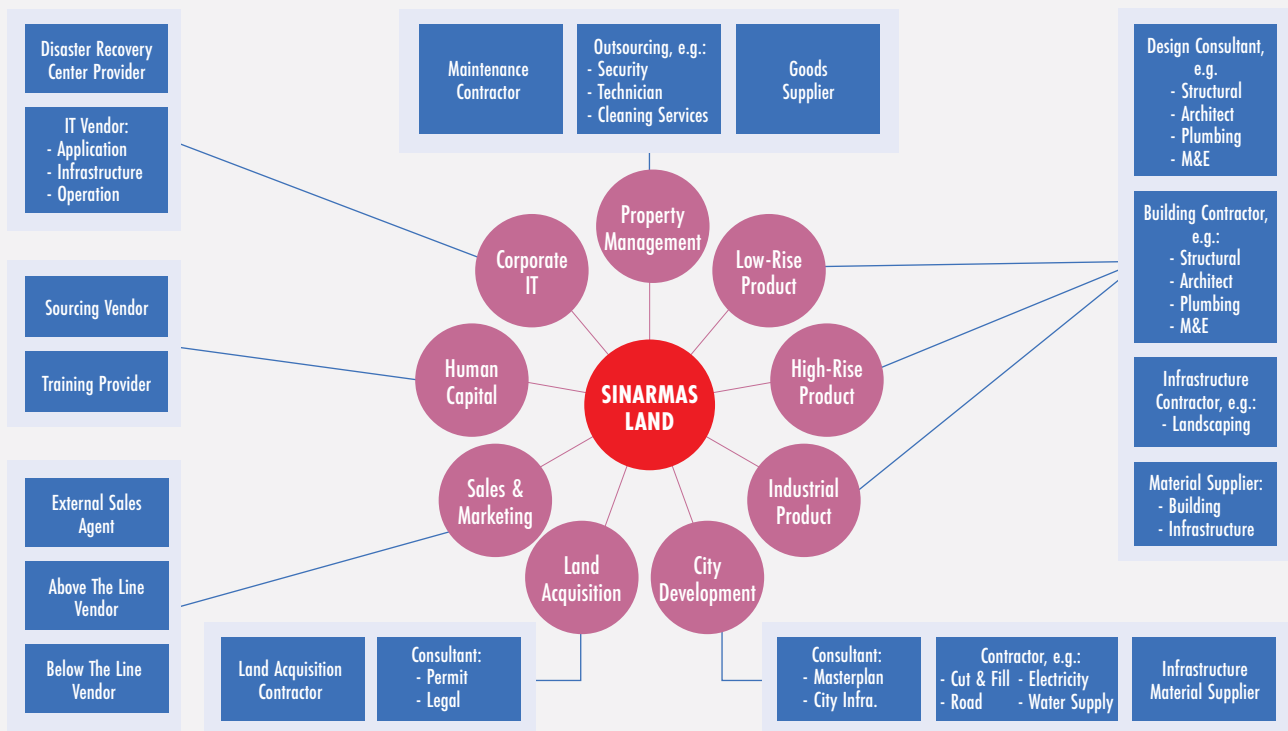 Disaster Recovery
Center Provider
IT Vendor:
- Application
- Infrastructure
- Operation
Sourcing Vendor
Training Provider
External Sales
Agent
Above The Line
Vendor
Below The Line
Vendor
Maintenance
Contractor
Outsourcing, e.g.:
- Security
- Technician
- Cleaning Services
Goods
Supplier
Property
Management
Corporate
IT
Low-Rise
Product
Human
Capital
High-Rise
Product
SINARMAS
LAND
Sales &
Marketing
Industrial
Product
Land
Acquisition
City
Development
Land Acquisition
Contractor
Consultant:
- Permit
- Legal
Consultant:
- Masterplan
- City Infra.
Contractor, e.g.:
- Cut & Fill - Electricity
- Road - Water Supply
Infrastructure
Material Supplier
Design Consultant,
e.g.
- Structural
- Architect
- Plumbing
- M&E
Building Contractor,
e.g.:
- Structural
- Architect
- Plumbing
- M&E
Infrastructure
Contractor, e.g.:
- Landscaping
Material Supplier:
- Building
- Infrastructure